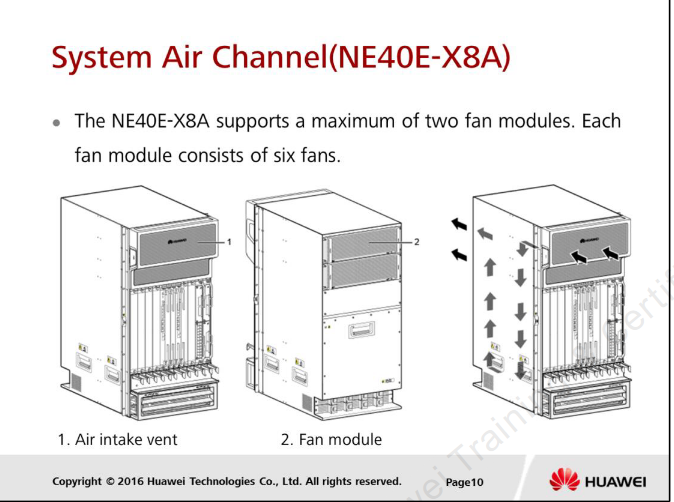 System Air Channel(NE40E-X8A)
● The NE40E-X8A supports a maximum of two fan modules. Each
fan module consists of six fans.
HUAWEI
1
2
HUAWEI
1. Air intake vent
2. Fan module
Copyright © 2016 Huawei Technologies Co., Ltd. All rights reserved.
Page10
HUAWEI